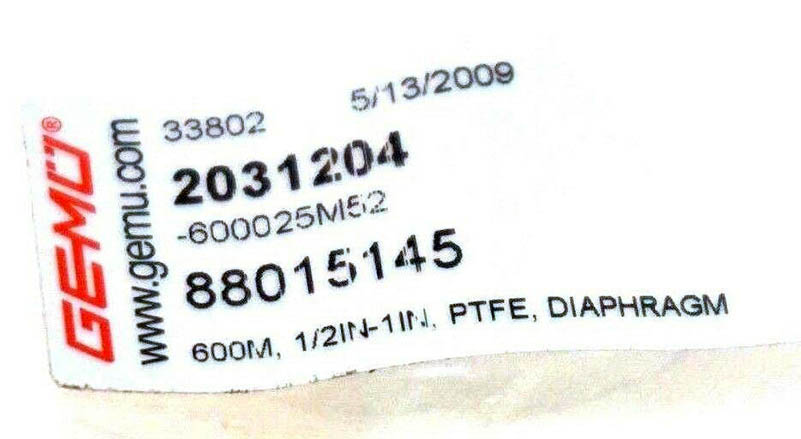 GEMÜ®
www.gemu.com
33802 5/13/2009
2031204
-600025M52
88015145
600M, 1/2IN-1IN, PTFE, DIAPHRAGM